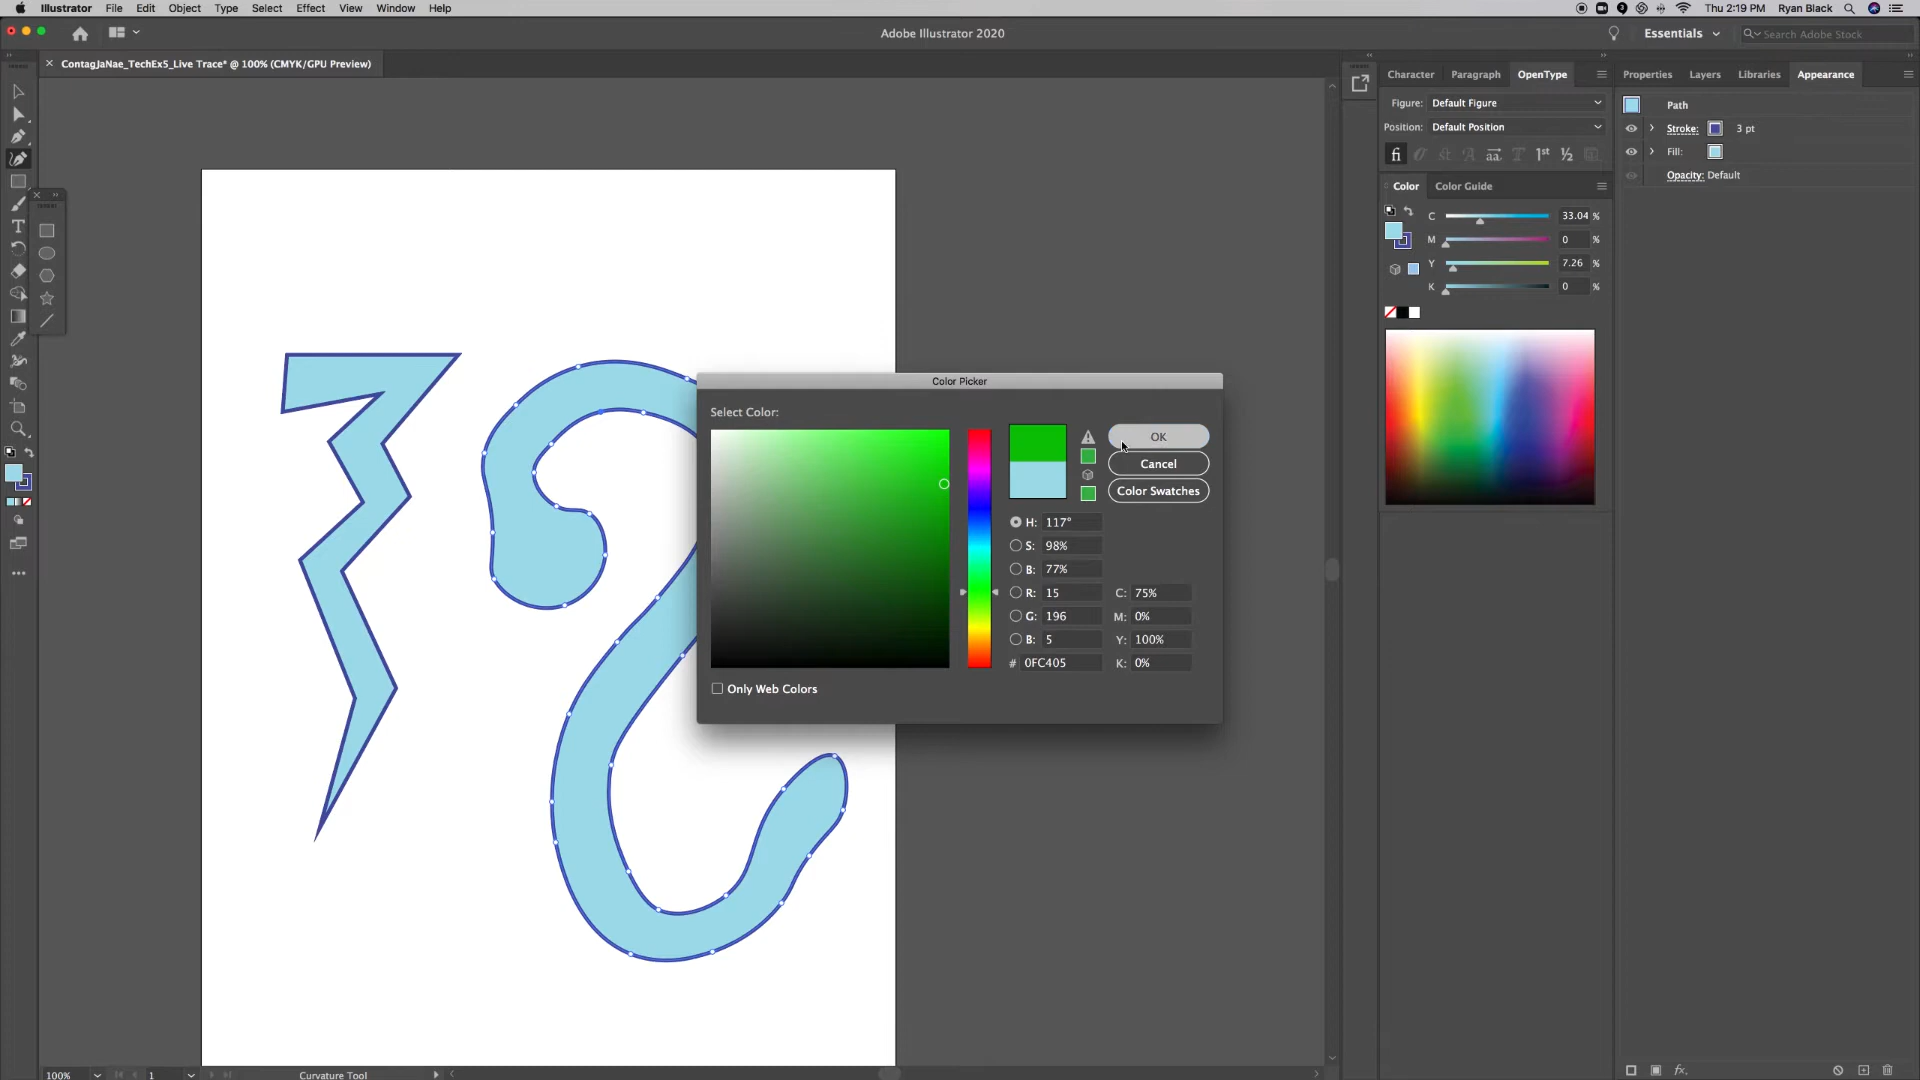 Illustrator File Edit Object Type Select Effect View Window Help
Thu 2:19 PM Ryan Black
Adobe Illustrator 2020
Essentials
Search Adobe Stock
ContagJaNae_TechEx5_Live Trace* @ 100% (CMYK/GPU Preview)
Character Paragraph OpenType
Properties Layers Libraries Appearance
Figure: Default Figure
Position: Default Position
Path
Stroke: 3 pt
Fill:
Opacity: Default
Color Color Guide
C 33.04 %
M 0 %
Y 7.26 %
K 0 %
Color Picker
Select Color:
OK
Cancel
Color Swatches
H: 117°
S: 98%
B: 77%
R: 15 C: 75%
G: 196 M: 0%
B: 5 Y: 100%
# 0FC405 K: 0%
Only Web Colors
100% 1 Curvature Tool